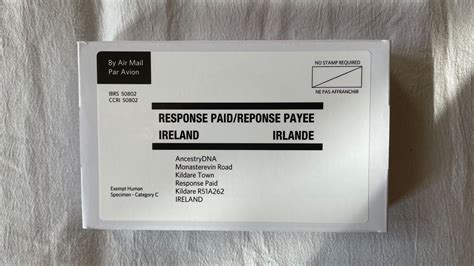 By Air Mail
Par Avion
IBRS 50802
CCRI 50802
NO STAMP REQUIRED
NE PAS AFFRANCHIR
RESPONSE PAID/REPONSE PAYEE
IRELAND IRLANDE
AncestryDNA
Monasterevin Road
Kildare Town
Response Paid
Kildare R51A262
IRELAND
Exempt Human
Specimen - Category C